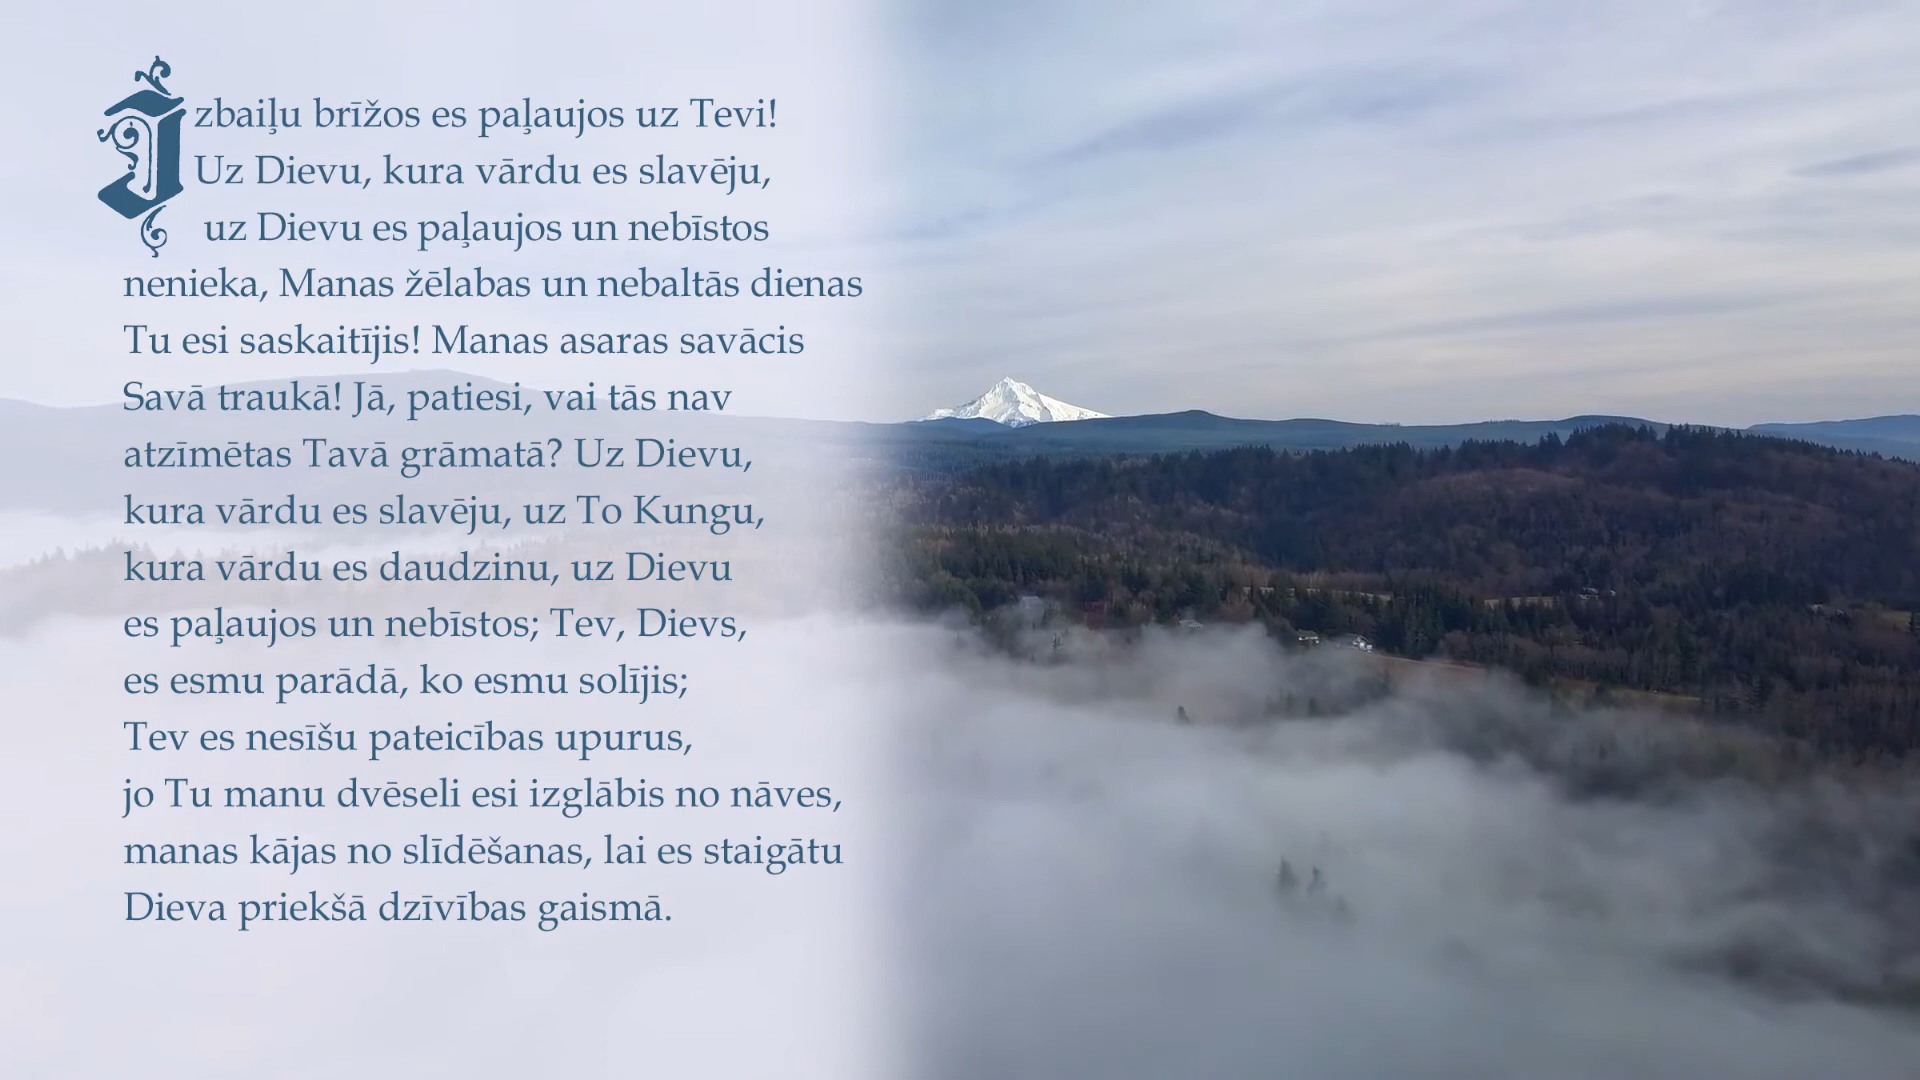 Izbaiļu brīžos es paļaujos uz Tevi!
Uz Dievu, kura vārdu es slavēju,
uz Dievu es paļaujos un nebīstos
nenieka, Manas žēlabas un nebaltās dienas
Tu esi saskaitījis! Manas asaras savācis
Savā traukā! Jā, patiesi, vai tās nav
atzīmētas Tavā grāmatā? Uz Dievu,
kura vārdu es slavēju, uz To Kungu,
kura vārdu es daudzinu, uz Dievu
es paļaujos un nebīstos; Tev, Dievs,
es esmu parādā, ko esmu solījis;
Tev es nesīšu pateicības upurus,
jo Tu manu dvēseli esi izglābis no nāves,
manas kājas no slīdēšanas, lai es staigātu
Dieva priekšā dzīvības gaismā.